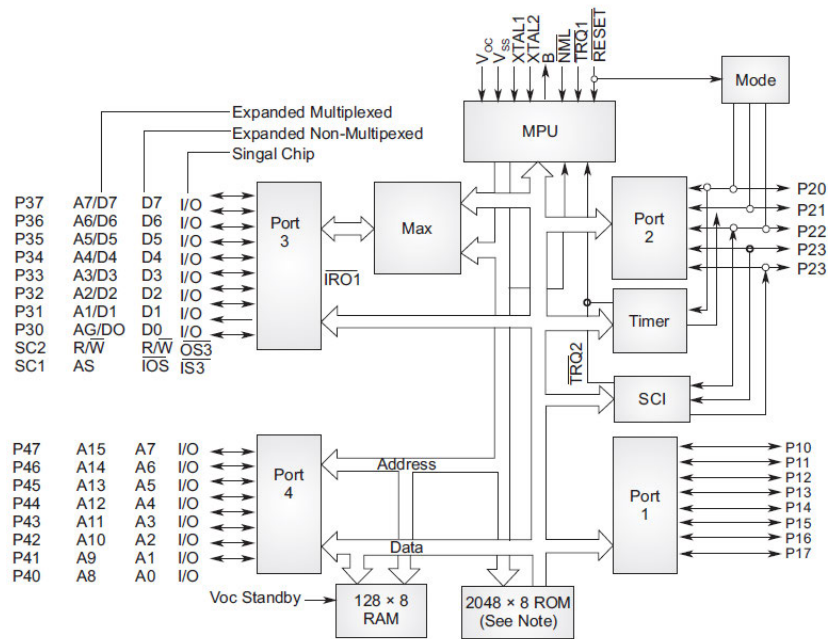 V_OC
V_SS
XTAL1
XTAL2
B
NML
TRQ1
RESET
Mode
Expanded Multiplexed
Expanded Non-Multipexed
Singal Chip
MPU
P37 A7/D7 D7 I/O
P36 A6/D6 D6 I/O
P35 A5/D5 D5 I/O
P34 A4/D4 D4 I/O
P33 A3/D3 D3 I/O
P32 A2/D2 D2 I/O
P31 A1/D1 D1 I/O
P30 AG/DO D0 I/O
SC2 R/W R/W OS3
SC1 AS IOS IS3
Port
3
Max
IRO1
Port
2
P20
P21
P22
P23
P23
Timer
TRQ2
SCI
P47 A15 A7 I/O
P46 A14 A6 I/O
P45 A13 A5 I/O
P44 A12 A4 I/O
P43 A11 A3 I/O
P42 A10 A2 I/O
P41 A9 A1 I/O
P40 A8 A0 I/O
Port
4
Address
Data
Port
1
P10
P11
P12
P13
P14
P15
P16
P17
Voc Standby
128 × 8
RAM
2048 × 8 ROM
(See Note)